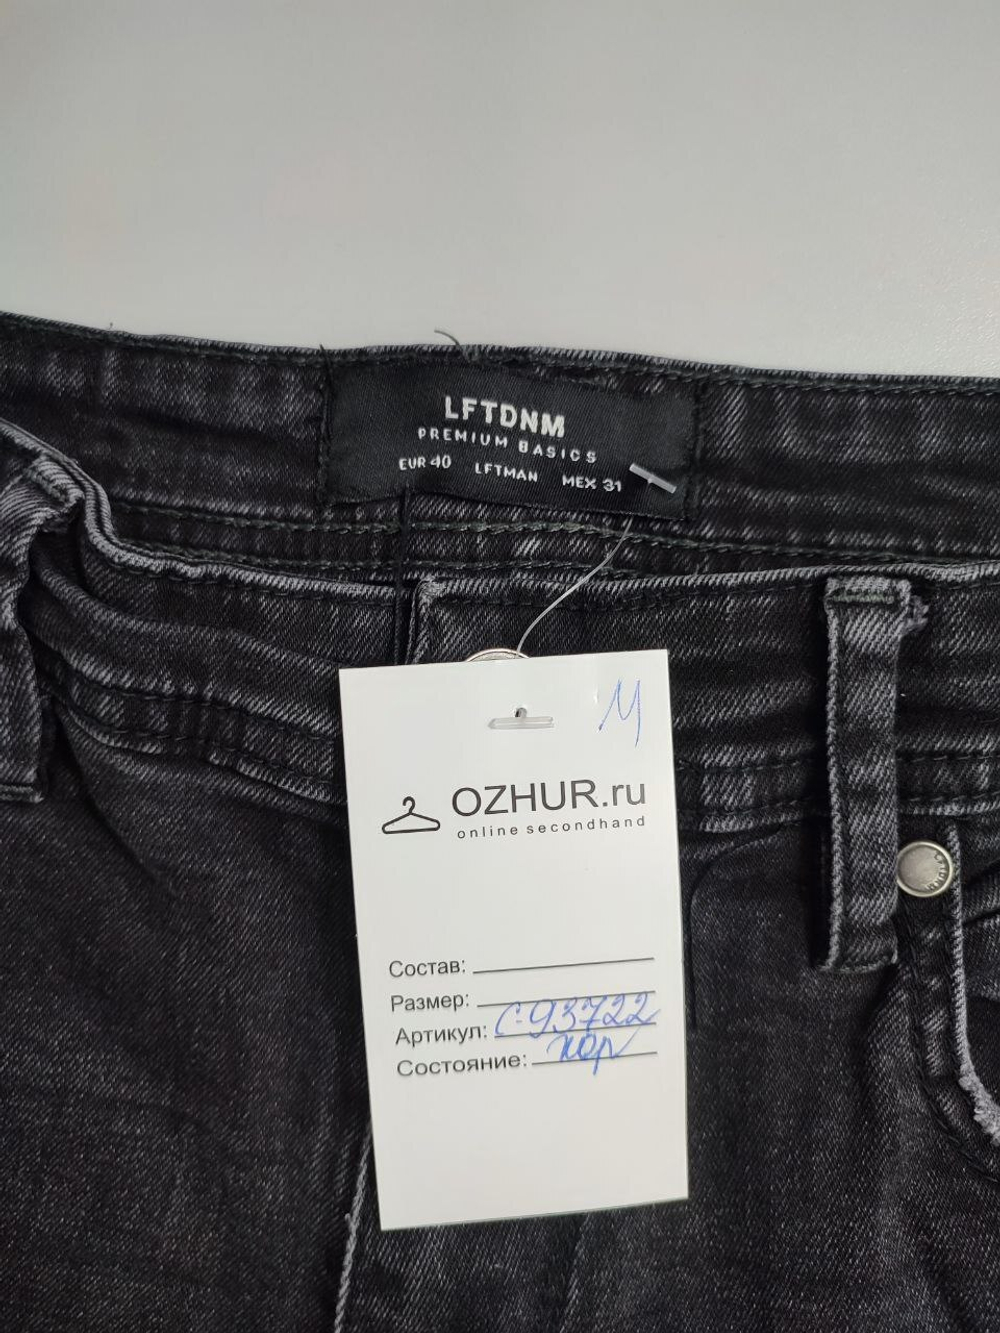 LFTDNM
PREMIUM BASICS
EUR 40 LFTMAN MEX 31
M
OZHUR.ru
online secondhand
Состав:
Размер:
Артикул: С-93722
Состояние: хор